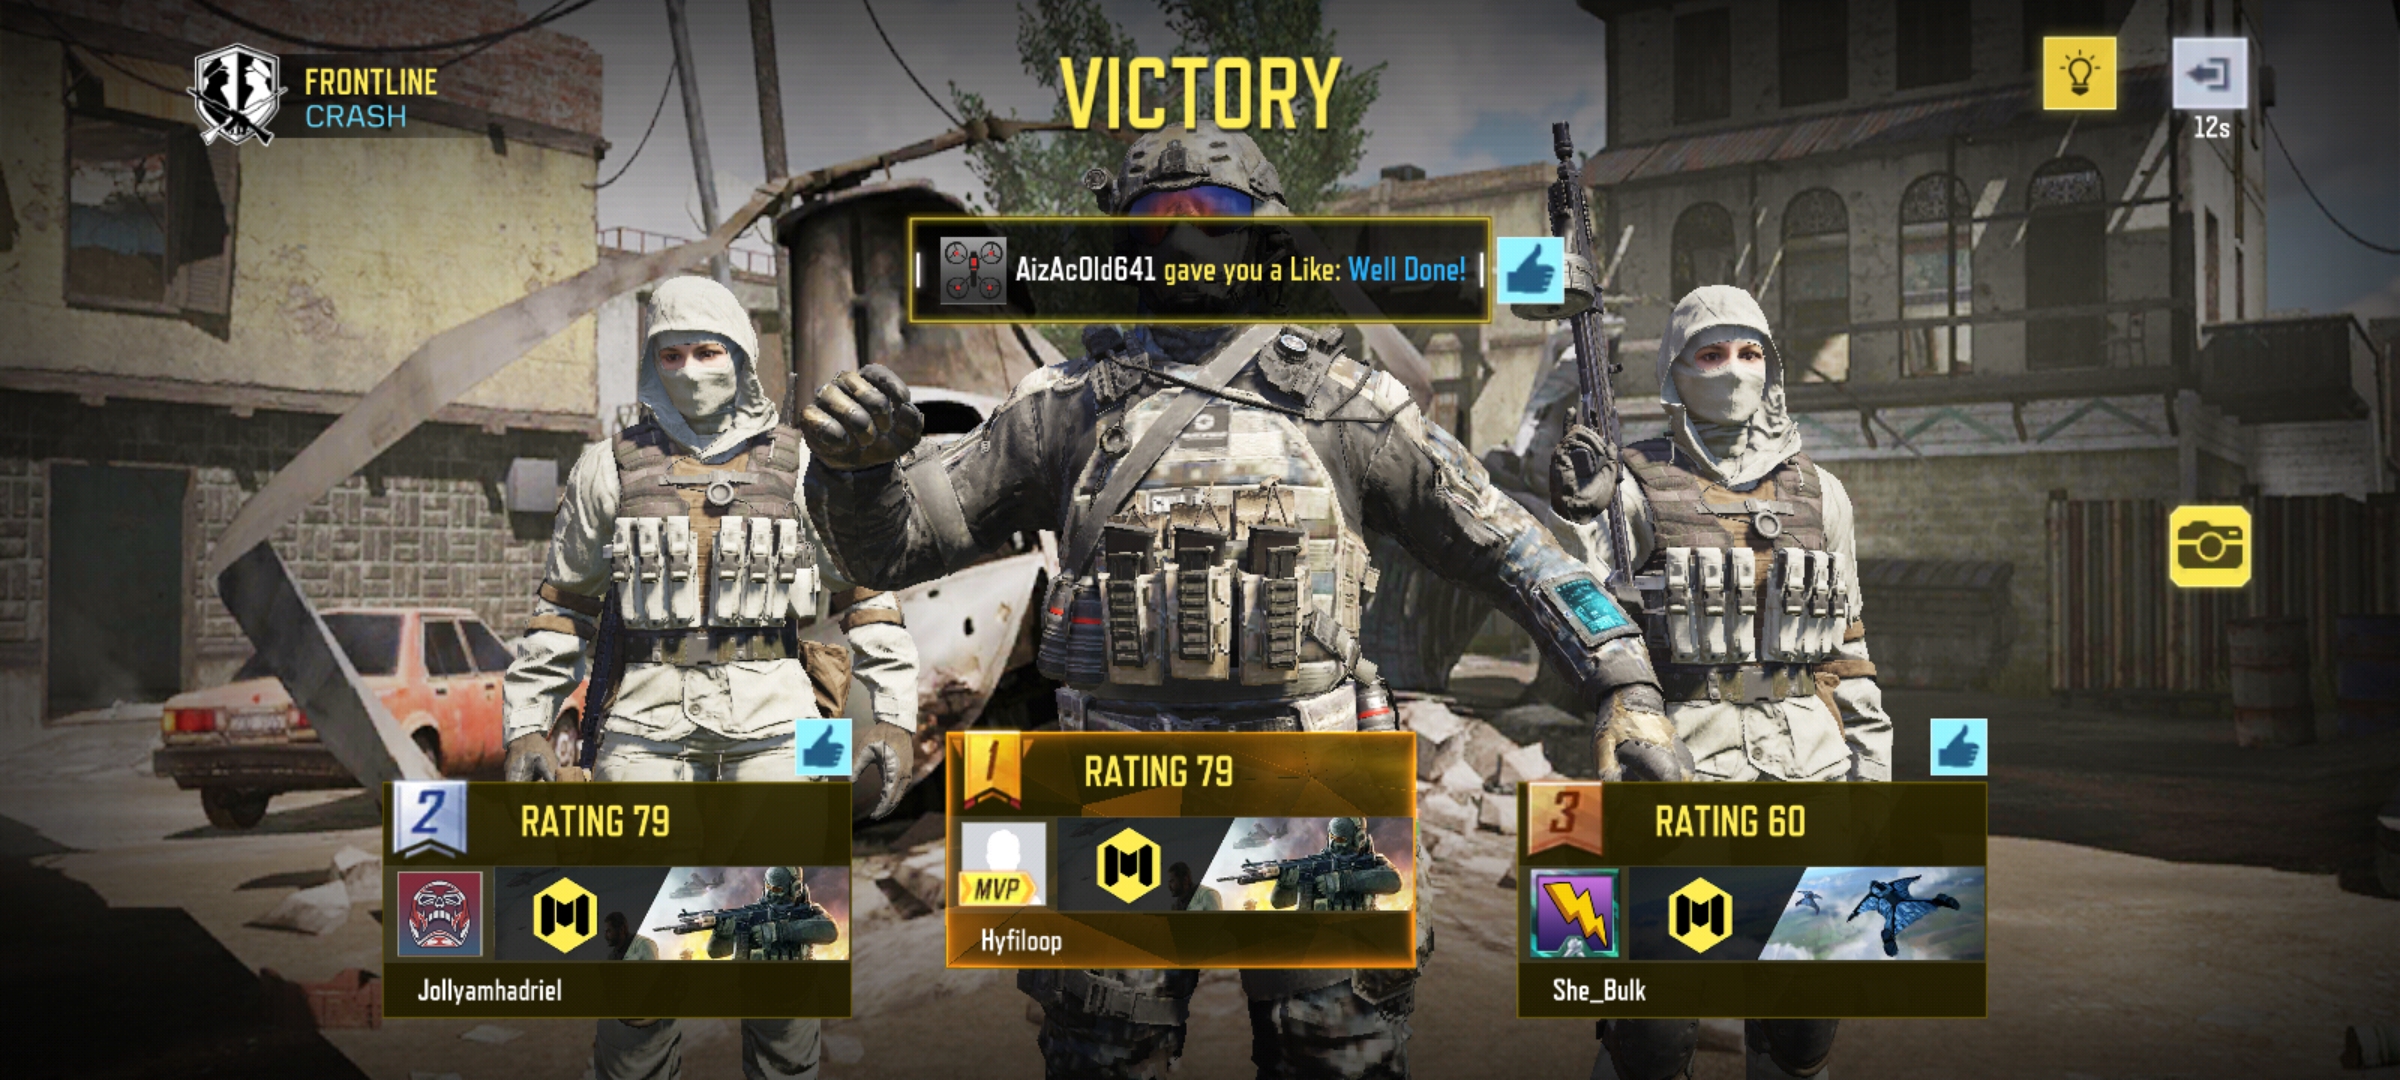 FRONTLINE
CRASH
VICTORY
12s
AizAcOld641 gave you a Like: Well Done!
2
RATING 79
Jollyamhadriel
1
RATING 79
MVP
Hyfiloop
3
RATING 60
She_Bulk